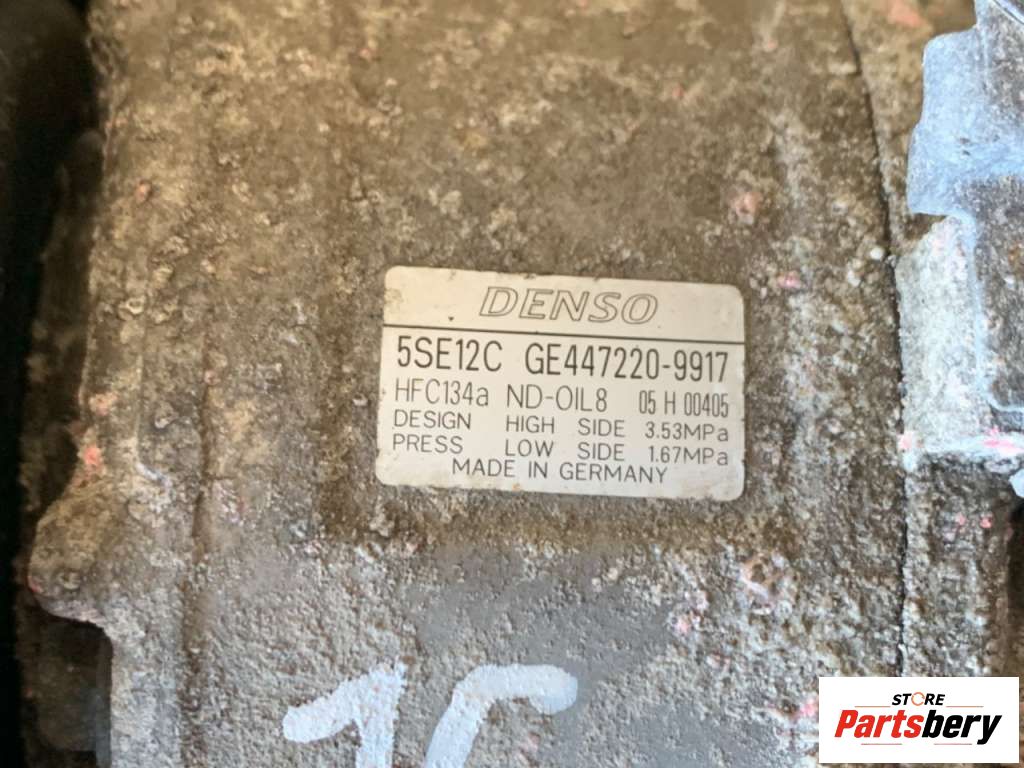 DENSO
5SE12C GE447220-9917
HFC134a ND-OIL8 05 H 00405
DESIGN HIGH SIDE 3.53MPa
PRESS LOW SIDE 1.67MPa
MADE IN GERMANY
STORE
Partsbery